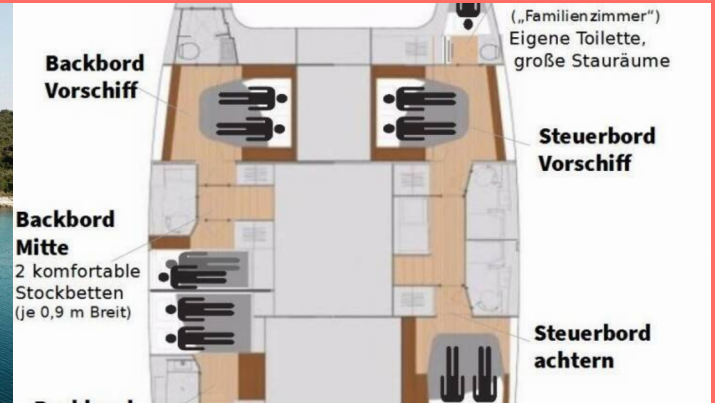 („Familienzimmer“)
Eigene Toilette,
große Stauräume
Backbord
Vorschiff
Steuerbord
Vorschiff
Backbord
Mitte
2 komfortable
Stockbetten
(je 0,9 m Breit)
Steuerbord
achtern